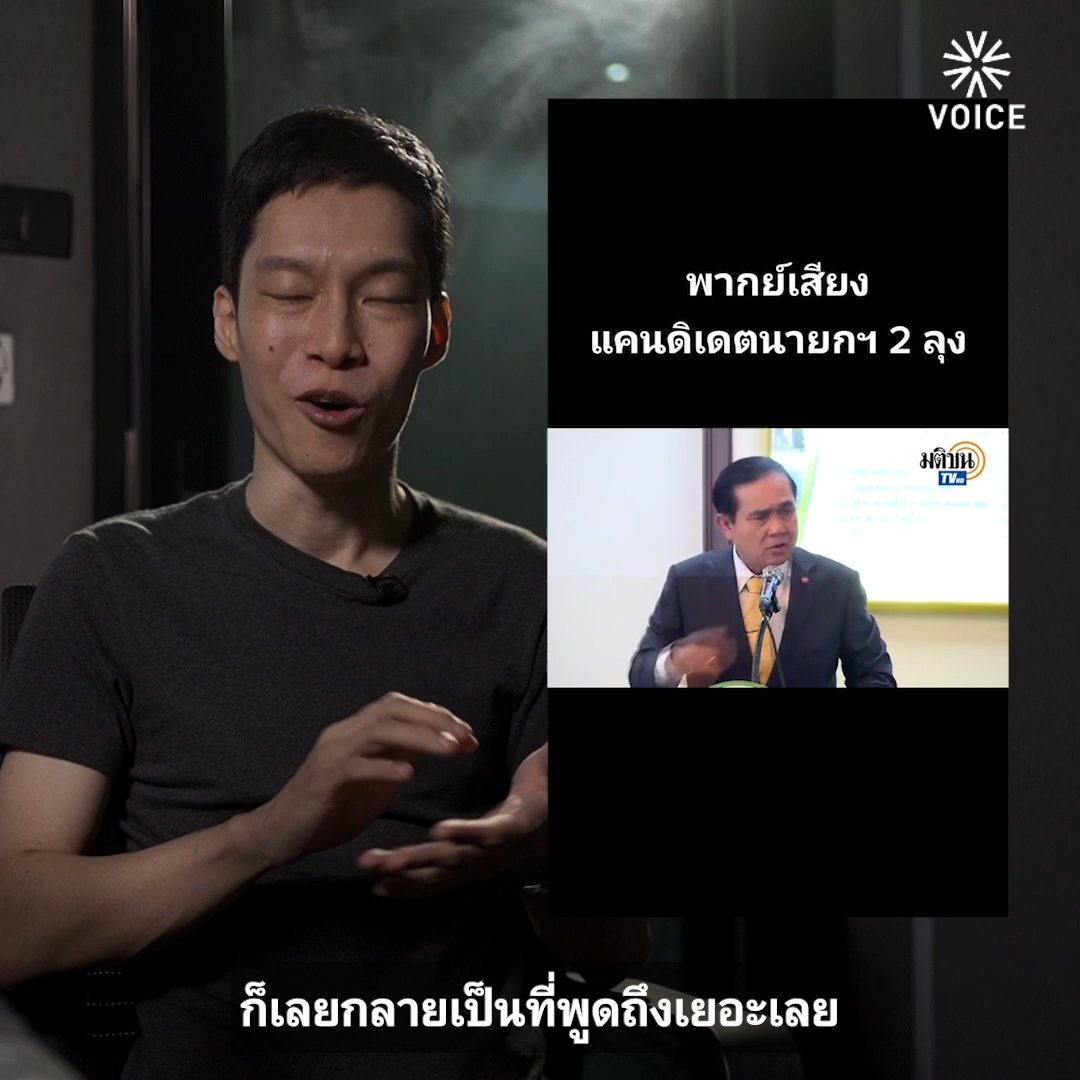 VOICE
พากย์เสียง
แคนดิเดตนายกฯ 2 ลุง
มติชน
TV HD
ก็เลยกลายเป็นที่พูดถึงเยอะเลย